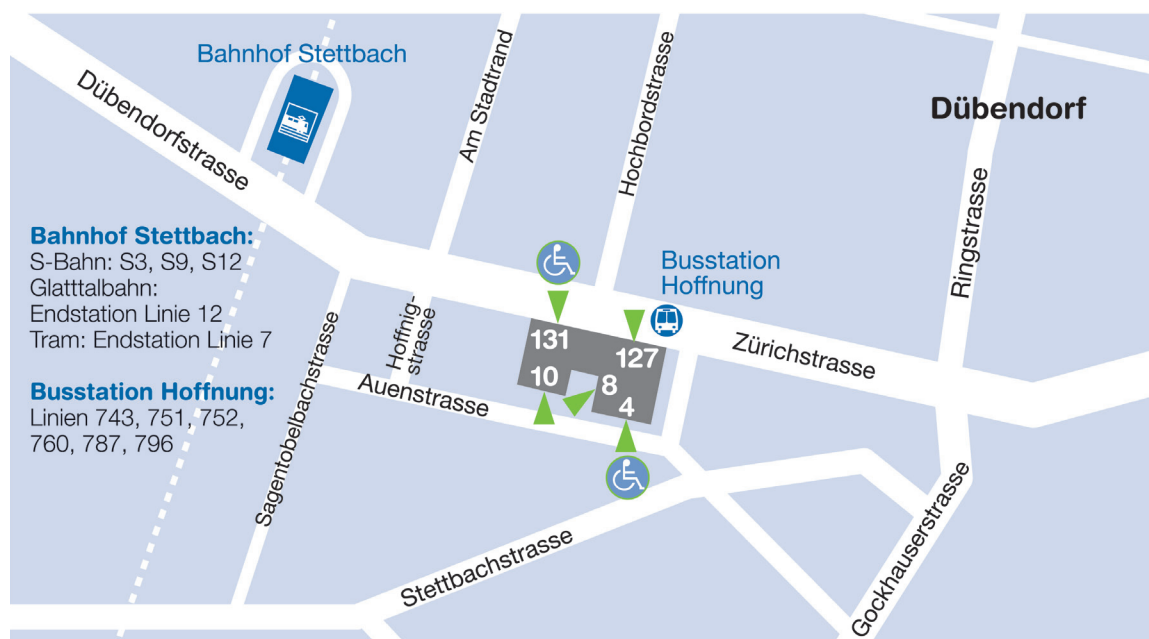 Bahnhof Stettbach
Dübendorf
Dübendorfstrasse
Am Stadtrand
Hochbordstrasse
Ringstrasse
Bahnhof Stettbach:
S-Bahn: S3, S9, S12
Glatttalbahn:
Endstation Linie 12
Tram: Endstation Linie 7
Busstation
Hoffnung
Hoffnig-
strasse
131
127
10
8
4
Zürichstrasse
Auenstrasse
Sagentobelbachstrasse
Busstation Hoffnung:
Linien 743, 751, 752,
760, 787, 796
Stettbachstrasse
Gockhauserstrasse